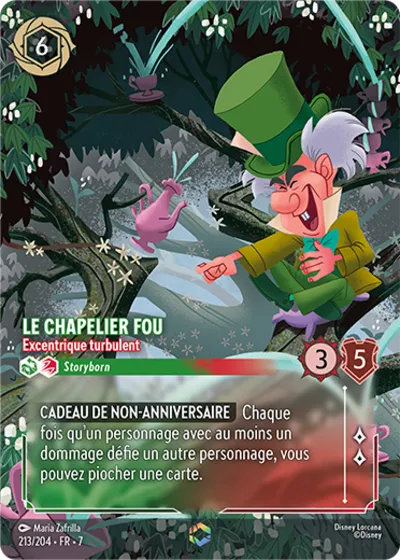 6
LE CHAPELIER FOU
Excentrique turbulent
Storyborn
3
5
CADEAU DE NON-ANNIVERSAIRE Chaque
fois qu'un personnage avec au moins un
dommage défie un autre personnage, vous
pouvez piocher une carte.
Maria Zafrilla
213/204 • FR • 7
Disney Lorcana
©Disney